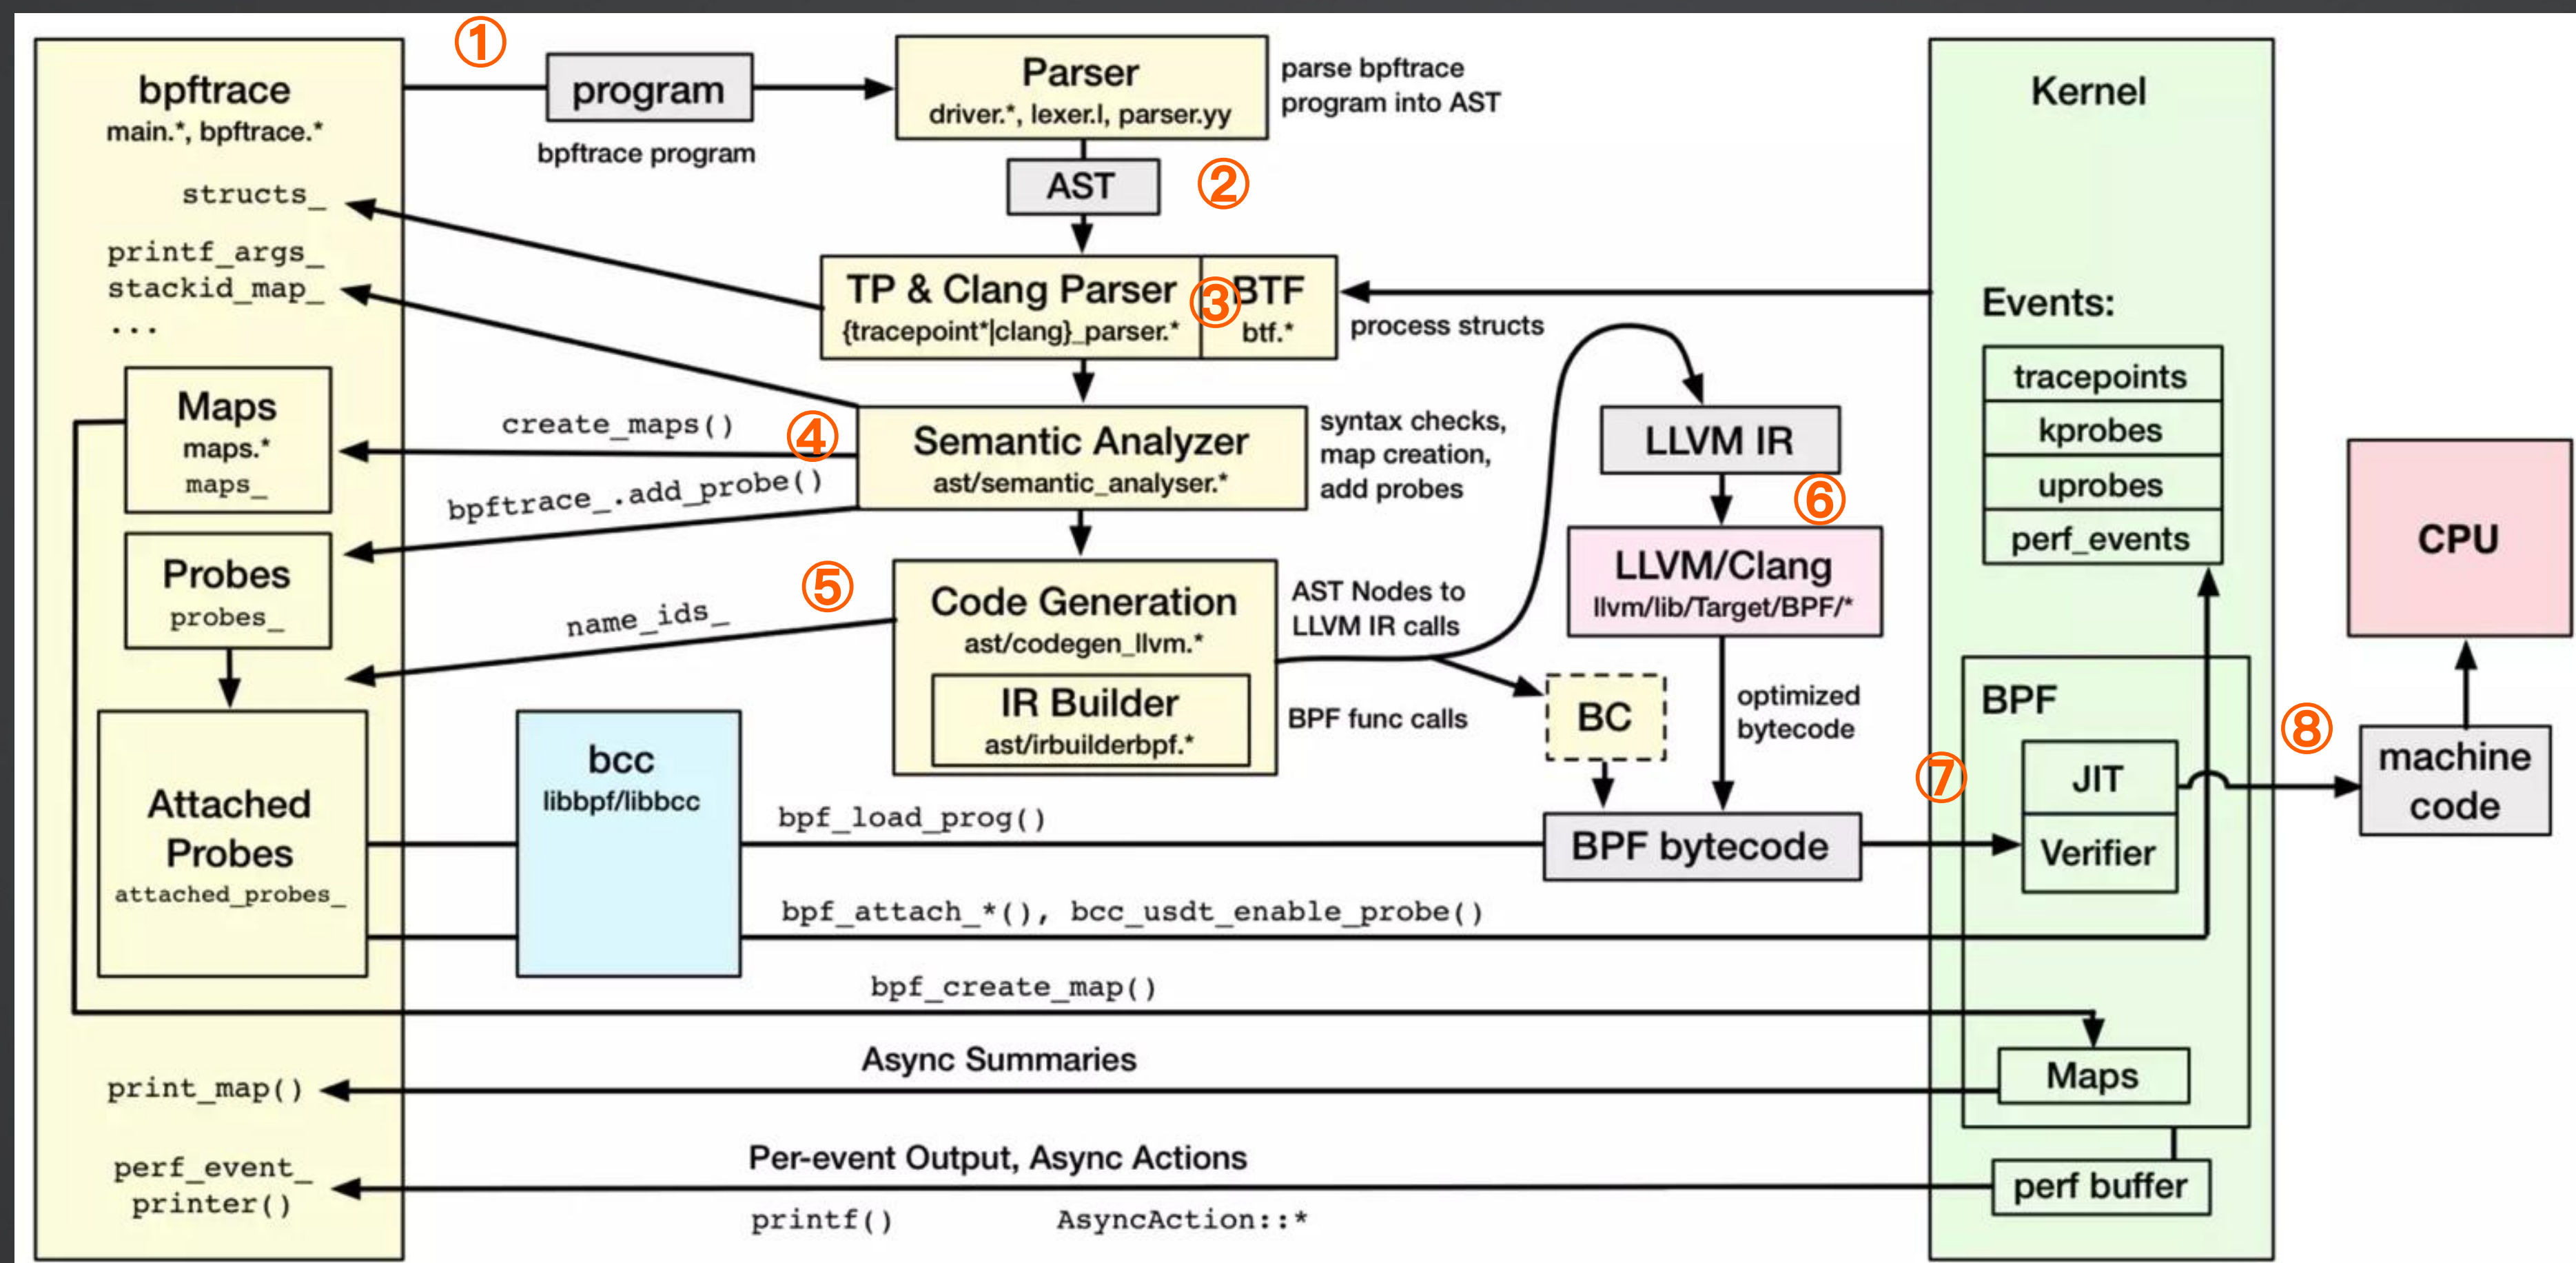 ①
bpftrace
main.*, bpftrace.*
structs_
printf_args_
stackid_map_
...
Maps
maps.*
maps_
Probes
probes_
Attached
Probes
attached_probes_
print_map()
perf_event_
printer()
program
bpftrace program
Parser
driver.*, lexer.l, parser.yy
parse bpftrace
program into AST
AST
②
TP & Clang Parser
{tracepoint*|clang}_parser.*
③
BTF
btf.*
process structs
create_maps()
④
Semantic Analyzer
ast/semantic_analyser.*
syntax checks,
map creation,
add probes
bpftrace_.add_probe()
name_ids_
⑤
Code Generation
ast/codegen_llvm.*
IR Builder
ast/irbuilderbpf.*
AST Nodes to
LLVM IR calls
BPF func calls
LLVM IR
⑥
LLVM/Clang
llvm/lib/Target/BPF/*
BC
optimized
bytecode
bcc
libbpf/libbcc
bpf_load_prog()
BPF bytecode
bpf_attach_*(), bcc_usdt_enable_probe()
bpf_create_map()
Async Summaries
Per-event Output, Async Actions
printf()
AsyncAction::*
Kernel
Events:
tracepoints
kprobes
uprobes
perf_events
BPF
⑦
JIT
Verifier
Maps
perf buffer
⑧
machine
code
CPU